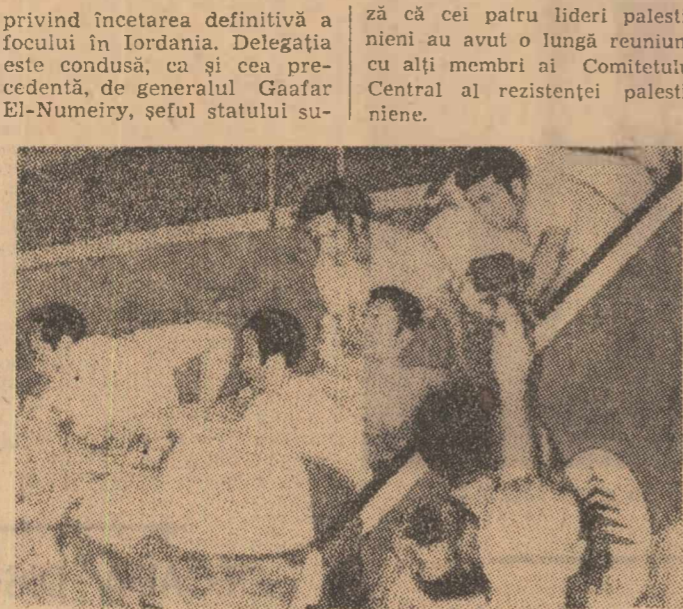 privind încetarea definitivă a
focului în Iordania. Delegația
este condusă, ca și cea pre-
cedentă, de generalul Gaafar
El-Numeiry, șeful statului su-
ză că cei patru lideri palesti
nieni au avut o lungă reuniun
cu alți membri ai Comitetulu
Central al rezistenței palesti
niene.